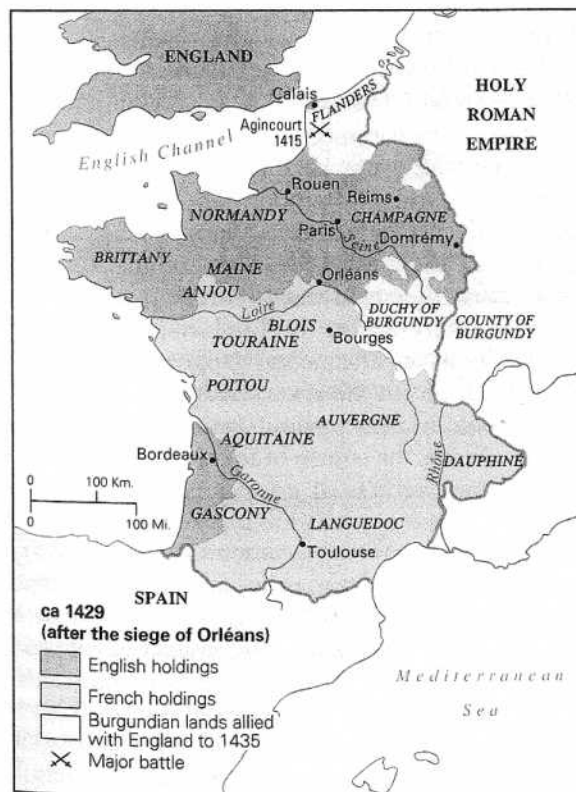 ENGLAND
HOLY
ROMAN
EMPIRE
Calais
FLANDERS
Agincourt
1415
English Channel
Rouen
Reims
NORMANDY
CHAMPAGNE
Paris
Seine
Domrémy
BRITTANY
MAINE
ANJOU
Orléans
Loire
DUCHY OF
BURGUNDY
COUNTY OF
BURGUNDY
BLOIS
TOURAINE
Bourges
POITOU
AUVERGNE
AQUITAINE
Bordeaux
Garonne
Rhône
DAUPHINE
0 100 Km.
0 100 Mi.
GASCONY
LANGUEDOC
Toulouse
SPAIN
ca 1429
(after the siege of Orléans)
English holdings
French holdings
Burgundian lands allied
with England to 1435
Major battle
Mediterranean
Sea